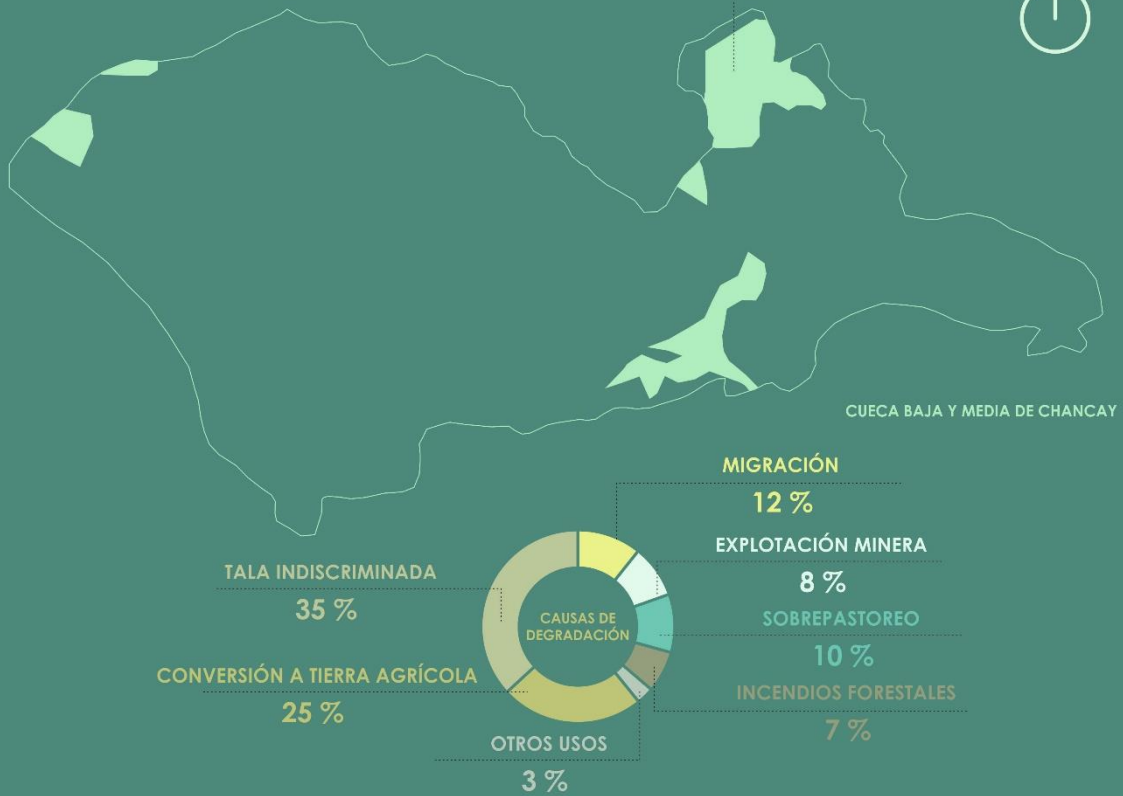 CUECA BAJA Y MEDIA DE CHANCAY
MIGRACIÓN
12 %
EXPLOTACIÓN MINERA
8 %
TALA INDISCRIMINADA
35 %
CAUSAS DE
DEGRADACIÓN
SOBREPASTOREO
10 %
CONVERSIÓN A TIERRA AGRÍCOLA
25 %
INCENDIOS FORESTALES
7 %
OTROS USOS
3 %